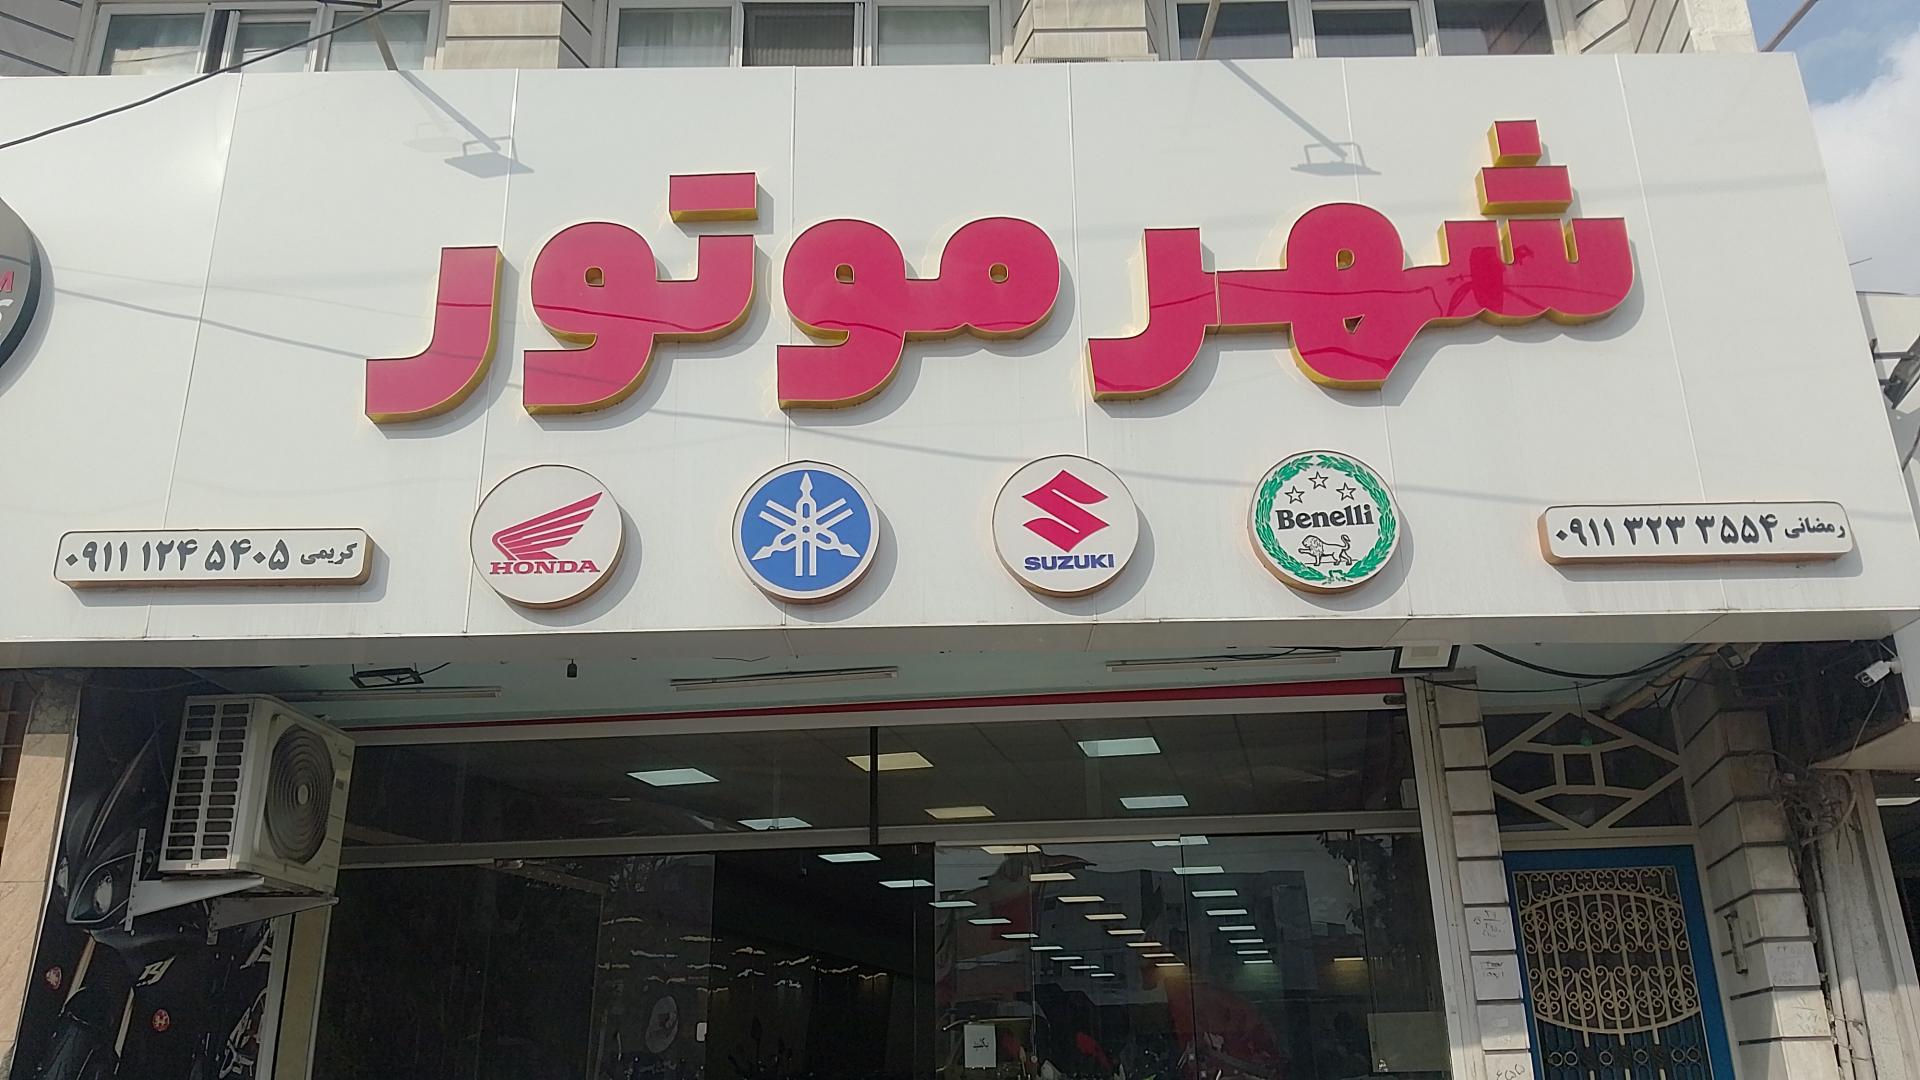 شهر موتور
HONDA
SUZUKI
Benelli
رمضانی ۰۹۱۱ ۳۲۳ ۳۵۵۴
کریمی ۰۹۱۱ ۱۲۴ ۵۴۰۵